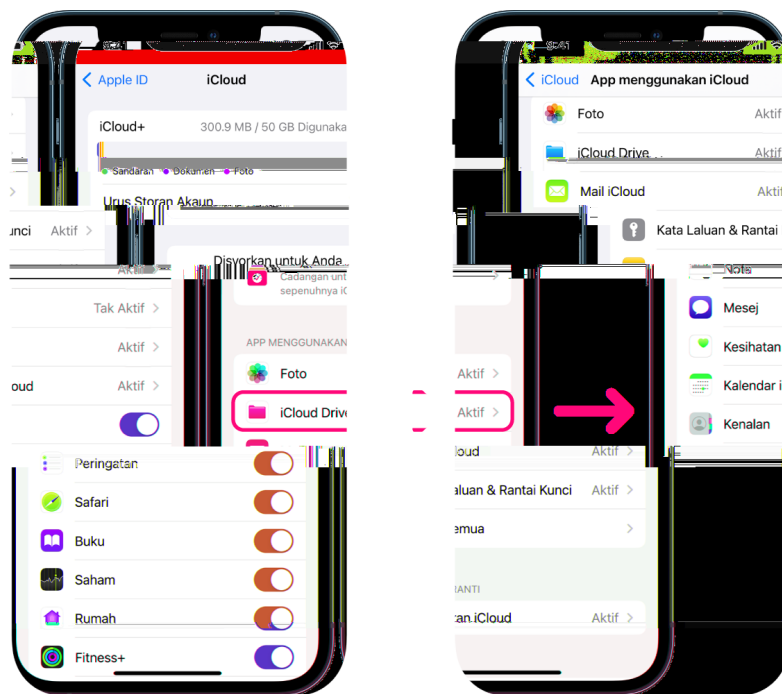 Apple ID
iCloud
iCloud+
300.9 MB / 50 GB Digunaka
Sandaran
Dokumen
Foto
Urus Storan Akaun
unci
Aktif
Disyorkan untuk Anda
Cadangan unt
sepenuhnya iC
Tak Aktif
Aktif
APP MENGGUNAKAN
Foto
oud
Aktif
iCloud Drive
Peringatan
Safari
Buku
Saham
Rumah
Fitness+
9:41
iCloud
App menggunakan iCloud
Foto
Aktif
iCloud Drive
Aktif
Mail iCloud
Akti
Kata Laluan & Rantai
Nota
Mesej
Kesihatan
Aktif
Kalendar i
Aktif
Kenalan
loud
Aktif
aluan & Rantai Kunci
Aktif
emua
RANTI
an iCloud
Aktif